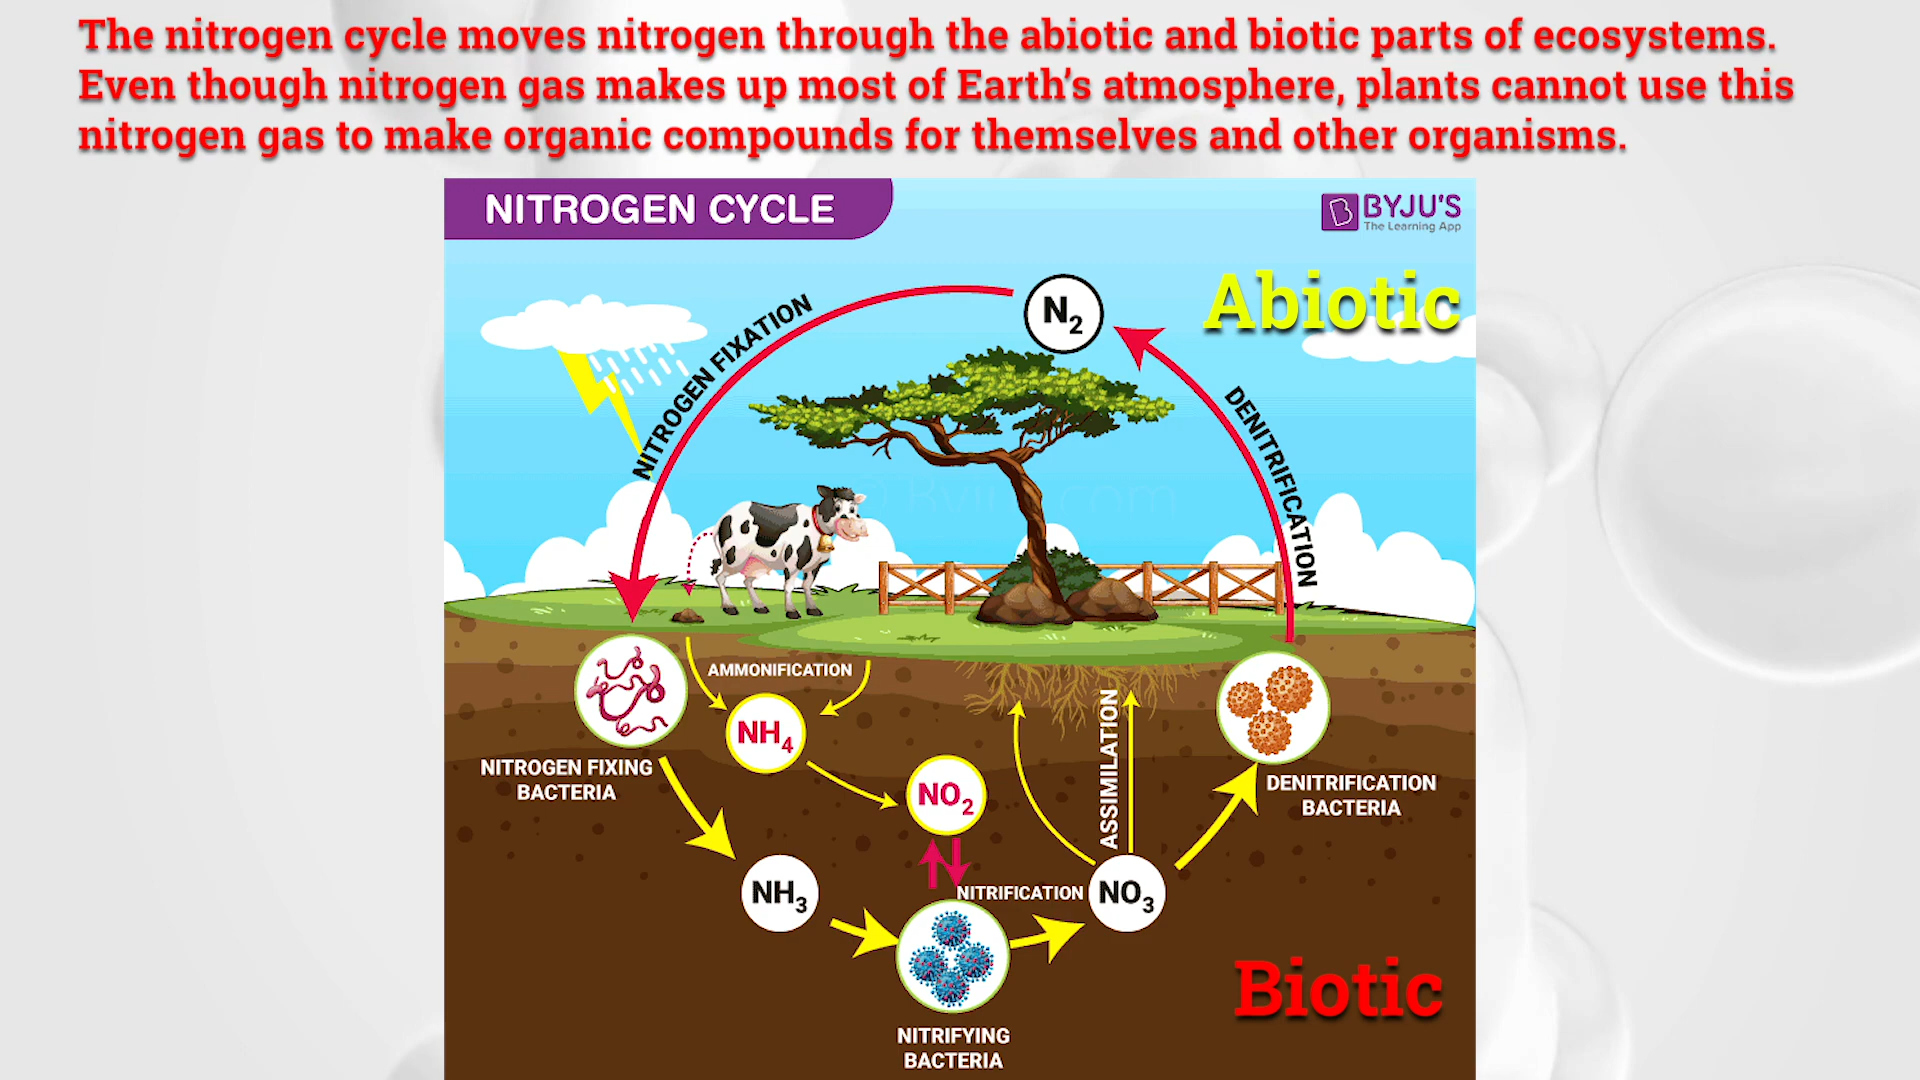 The nitrogen cycle moves nitrogen through the abiotic and biotic parts of ecosystems.
Even though nitrogen gas makes up most of Earth's atmosphere, plants cannot use this
nitrogen gas to make organic compounds for themselves and other organisms.
NITROGEN CYCLE
BYJU'S
The Learning App
Abiotic
N2
NITROGEN FIXATION
DENITRIFICATION
AMMONIFICATION
NH4
NITROGEN FIXING
BACTERIA
NO2
ASSIMILATION
DENITRIFICATION
BACTERIA
NH3
NITRIFICATION
NO3
Biotic
NITRIFYING
BACTERIA